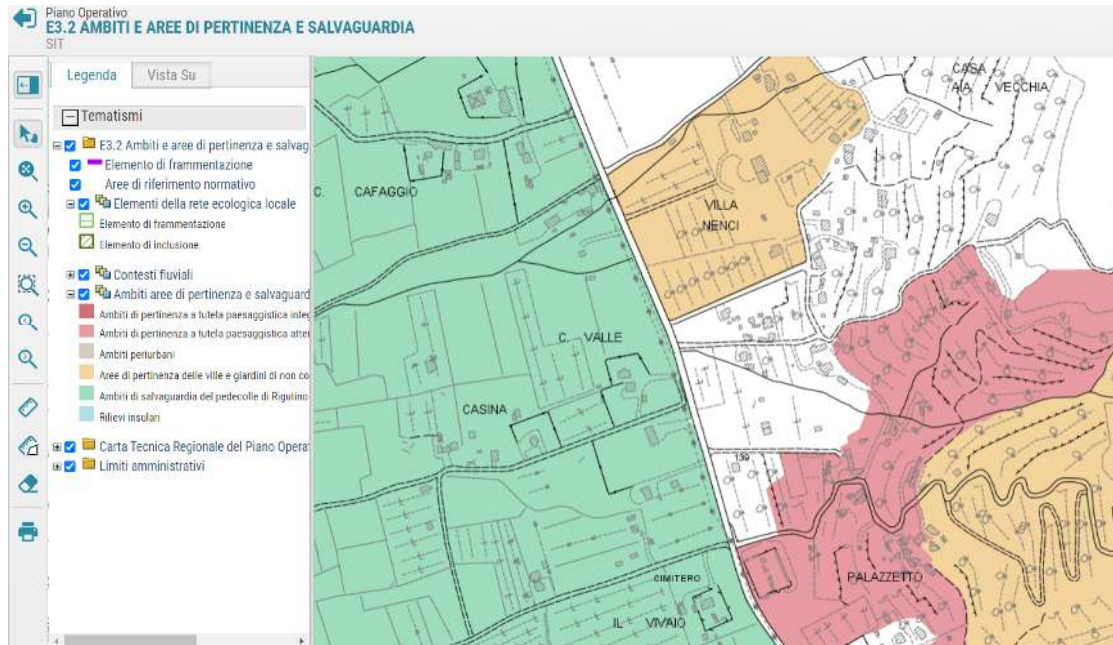 Piano Operativo
E3.2 AMBITI E AREE DI PERTINENZA E SALVAGUARDIA
SIT
Legenda
Vista Su
Tematismi
E3.2 Ambiti e aree di pertinenza e salvag
Elemento di frammentazione
Aree di riferimento normativo
Elementi della rete ecologica locale
Elemento di frammentazione
Elemento di inclusione
Contesti fluviali
Ambiti aree di pertinenza e salvaguard
Ambiti di pertinenza a tutela paesaggistica integ
Ambiti di pertinenza a tutela paesaggistica atter
Ambiti periurbani
Aree di pertinenza delle ville e giardini di non co
Ambiti di salvaguardia del pedecolle di Rigutino
Rilievi insulari
Carta Tecnica Regionale del Piano Opera
Limiti amministrativi
CASA
AIA VECCHIA
C. CAFAGGIO
VILLA
NENCI
C. VALLE
CASINA
139
CIMITERO
PALAZZETTO
IL VIVAIO